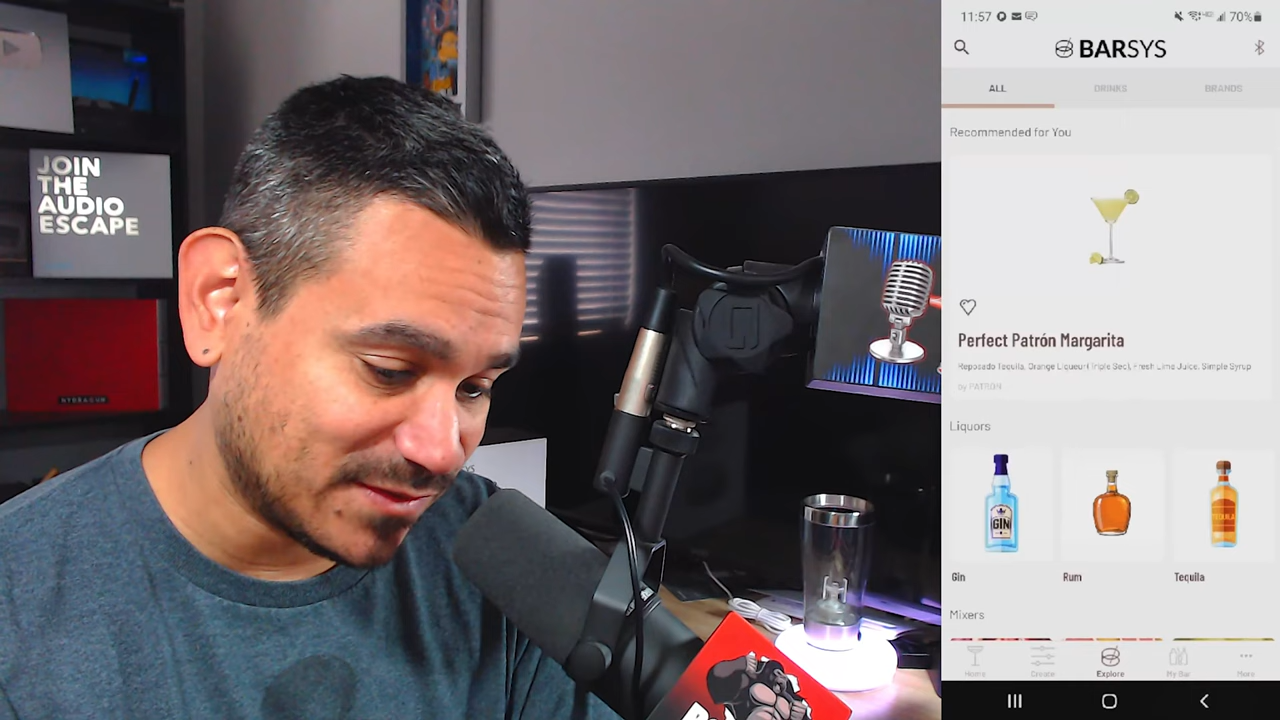 JOIN
THE
AUDIO
ESCAPE
11:57
70%
BARSYS
ALL
DRINKS
BRANDS
Recommended for You
Perfect Patrón Margarita
Reposado Tequila, Orange Liqueur (Triple Sec), Fresh Lime Juice, Simple Syrup
by PATRON
Liquors
GIN
Gin
Rum
Tequila
Mixers
Home
Create
Explore
My Bar
More